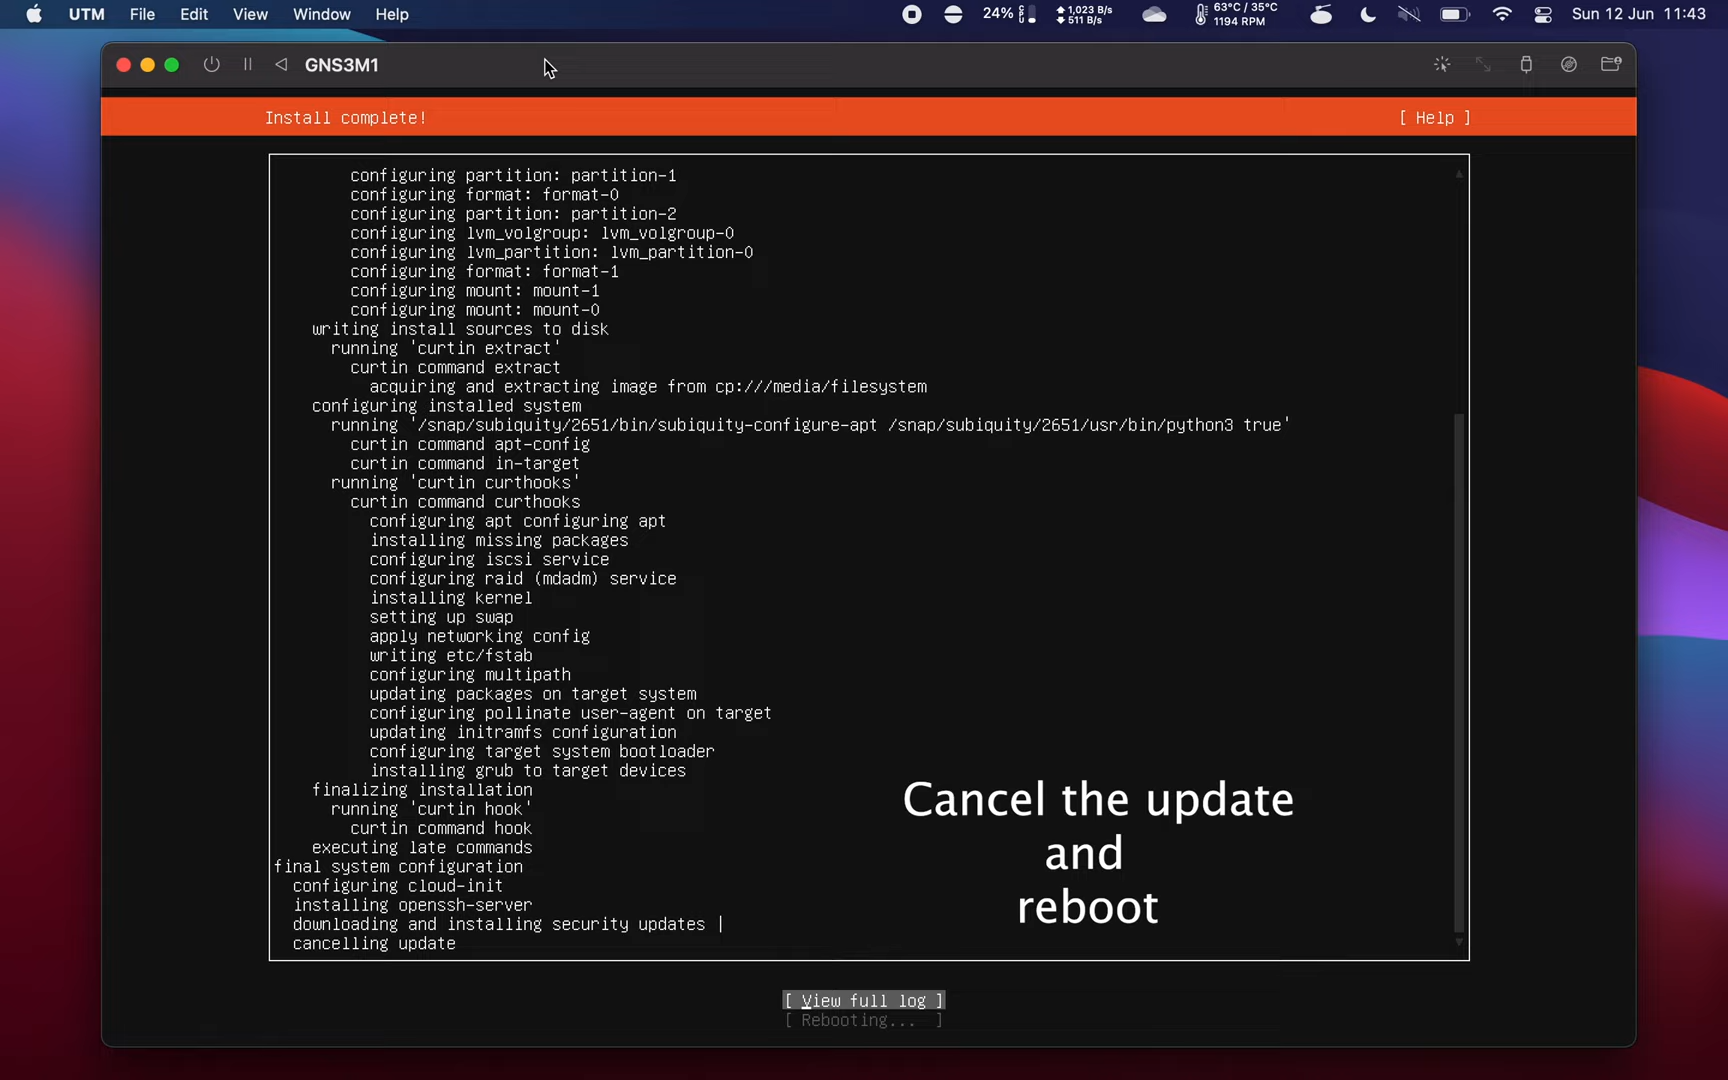 UTM File Edit View Window Help
24% 1,023 B/s 511 B/s 63°C / 35°C 1194 RPM Sun 12 Jun 11:43
GNS3M1
Install complete! [ Help ]
configuring partition: partition-1
configuring format: format-0
configuring partition: partition-2
configuring lvm_volgroup: lvm_volgroup-0
configuring lvm_partition: lvm_partition-0
configuring format: format-1
configuring mount: mount-1
configuring mount: mount-0
writing install sources to disk
running 'curtin extract'
curtin command extract
acquiring and extracting image from cp:///media/filesystem
configuring installed system
running '/snap/subiquity/2651/bin/subiquity-configure-apt /snap/subiquity/2651/usr/bin/python3 true'
curtin command apt-config
curtin command in-target
running 'curtin curthooks'
curtin command curthooks
configuring apt configuring apt
installing missing packages
configuring iscsi service
configuring raid (mdadm) service
installing kernel
setting up swap
apply networking config
writing etc/fstab
configuring multipath
updating packages on target system
configuring pollinate user-agent on target
updating initramfs configuration
configuring target system bootloader
installing grub to target devices
finalizing installation
running 'curtin hook'
curtin command hook
executing late commands
final system configuration
configuring cloud-init
installing openssh-server
downloading and installing security updates |
cancelling update
Cancel the update
and
reboot
[ View full log ]
[ Rebooting... ]